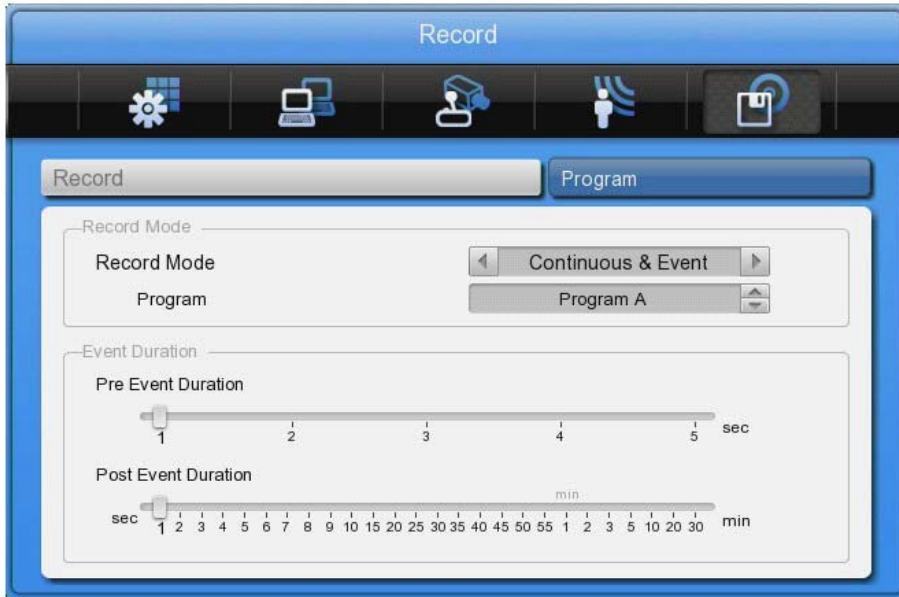 Record
Record Program
Record Mode
Record Mode Continuous & Event
Program Program A
Event Duration
Pre Event Duration
1 2 3 4 5 sec
Post Event Duration
min
sec 1 2 3 4 5 6 7 8 9 10 15 20 25 30 35 40 45 50 55 1 2 3 5 10 20 30 min